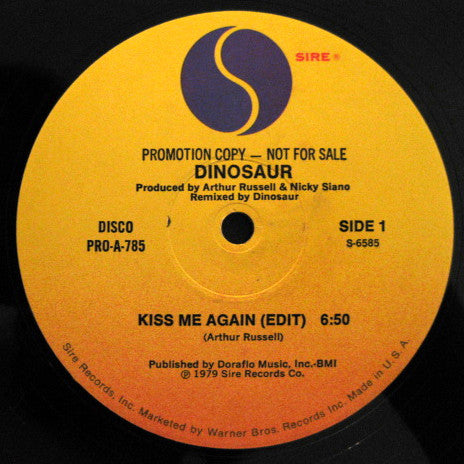 SIRE ®
PROMOTION COPY — NOT FOR SALE
DINOSAUR
Produced by Arthur Russell & Nicky Siano
Remixed by Dinosaur
DISCO
PRO-A-785
SIDE 1
S-6585
KISS ME AGAIN (EDIT) 6:50
(Arthur Russell)
Published by Doraflo Music, Inc.-BMI
℗ 1979 Sire Records Co.
Sire Records, Inc. Marketed by Warner Bros. Records Inc. Made in U.S.A.